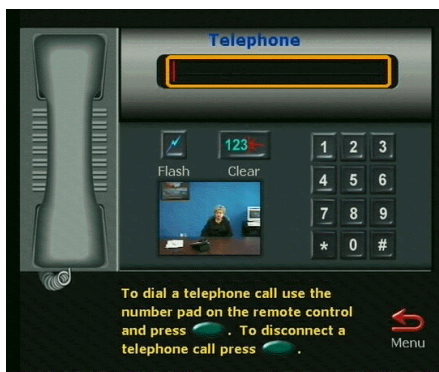 Telephone
123
Flash
Clear
1 2 3
4 5 6
7 8 9
* 0 #
To dial a telephone call use the
number pad on the remote control
and press . To disconnect a
telephone call press .
Menu